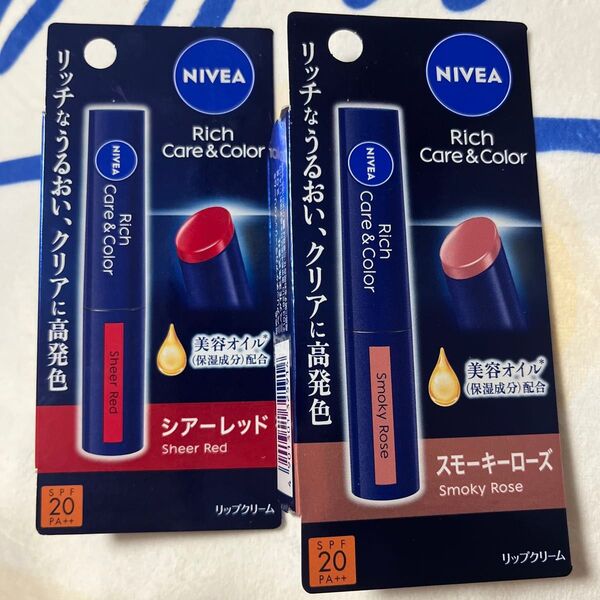 NIVEA
Rich
Care & Color
リッチなうるおい、クリアに高発色
NIVEA
Rich
Care & Color
Sheer Red
美容オイル*
(保湿成分)配合
シアーレッド
Sheer Red
SPF
20
PA++
リップクリーム
NIVEA
Rich
Care & Color
リッチなうるおい、クリアに高発色
NIVEA
Rich
Care & Color
Smoky Rose
美容オイル*
(保湿成分)配合
スモーキーローズ
Smoky Rose
SPF
20
PA++
リップクリーム